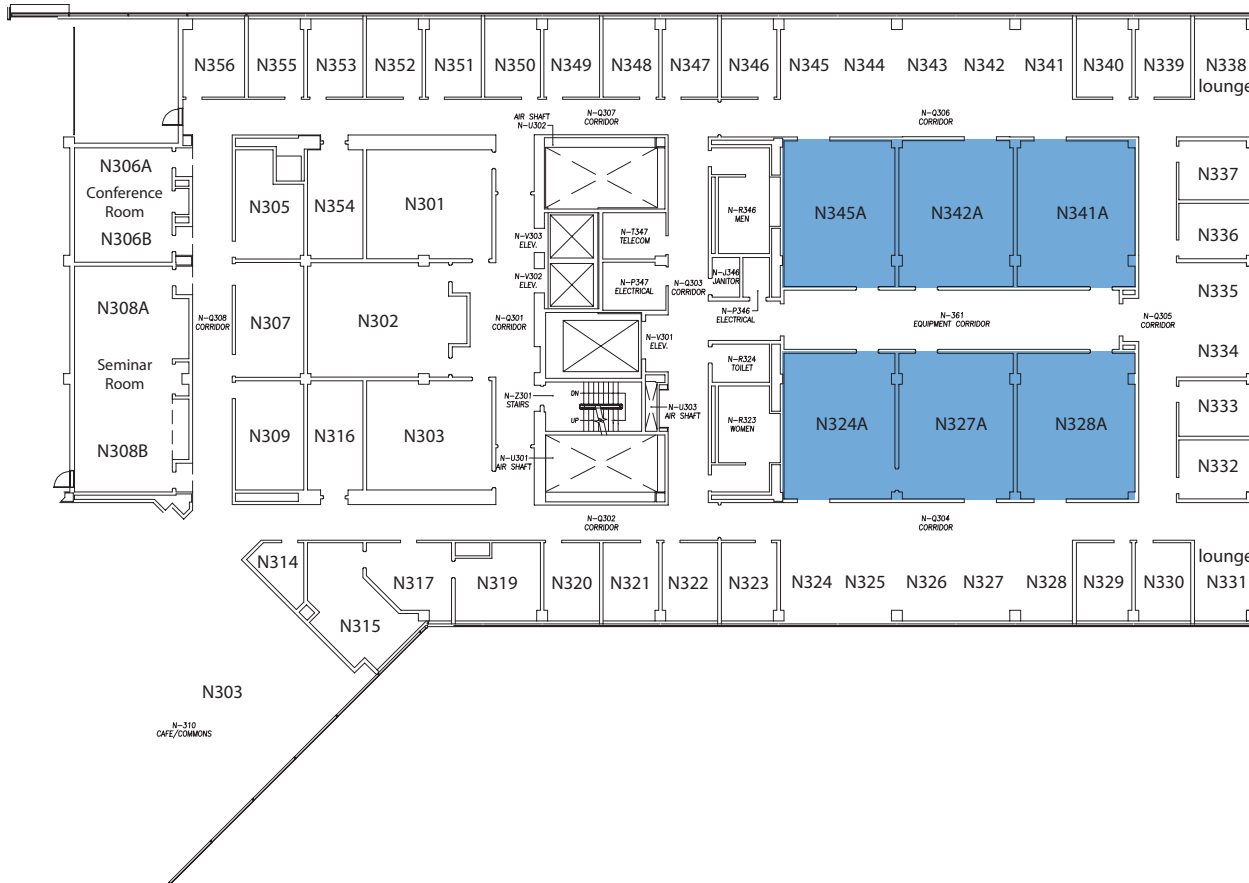 N356
N355
N353
N352
N351
N350
N349
N348
N347
N346
N345
N344
N343
N342
N341
N340
N339
N338
lounge
N-Q307
CORRIDOR
AIR SHAFT
N-U302
N-Q306
CORRIDOR
N306A
Conference
Room
N306B
N305
N354
N301
N-V303
ELEV.
N-T347
TELECOM
N-R346
MEN
N345A
N342A
N341A
N337
N336
N-V302
ELEV.
N-P347
ELECTRICAL
N-Q303
CORRIDOR
N-J346
JANITOR
N-P346
ELECTRICAL
N308A
Seminar
Room
N308B
N-Q308
CORRIDOR
N307
N302
N-Q301
CORRIDOR
N-V301
ELEV.
N-361
EQUIPMENT CORRIDOR
N-Q305
CORRIDOR
N335
N334
N-R324
TOILET
N-Z301
STAIRS
DN
UP
N-U303
AIR SHAFT
N-R323
WOMEN
N309
N316
N303
N324A
N327A
N328A
N333
N332
N-U301
AIR SHAFT
N-Q302
CORRIDOR
N-Q304
CORRIDOR
N314
N315
N317
N319
N320
N321
N322
N323
N324
N325
N326
N327
N328
N329
N330
lounge
N331
N303
N-310
CAFE/COMMONS